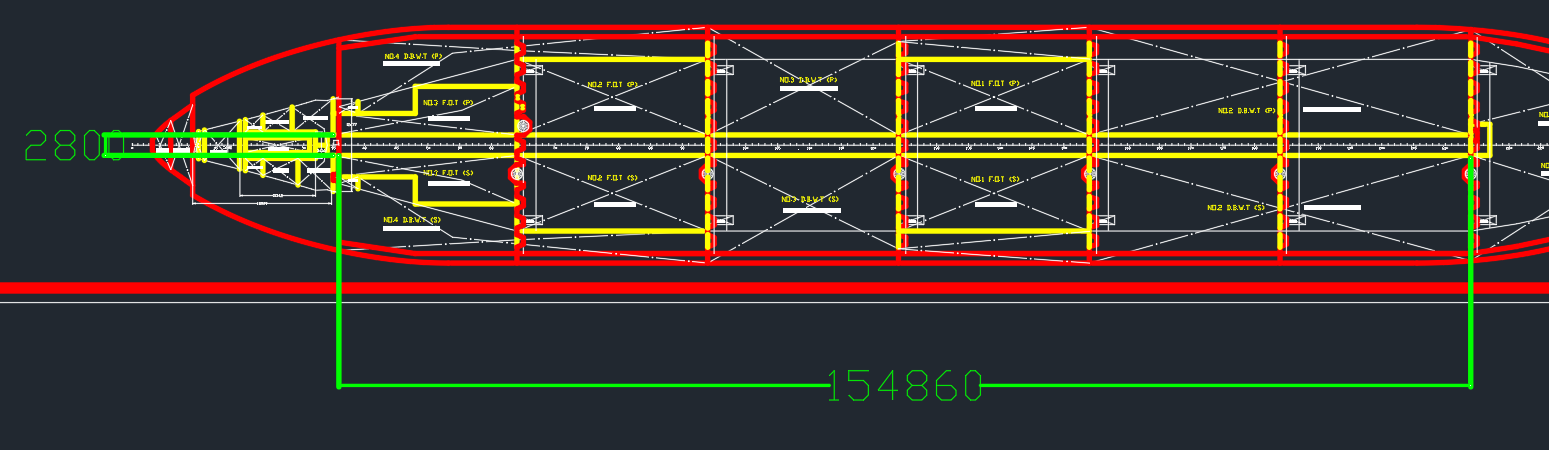 NO.4 D.B.W.T (P)
NO.3 F.O.T (P)
NO.2 F.O.T (P)
NO.3 D.B.W.T (P)
NO.1 F.O.T (P)
NO.2 D.B.W.T (P)
2800
NO.3 F.O.T (S)
NO.2 F.O.T (S)
NO.1 F.O.T (S)
NO.3 D.B.W.T (S)
NO.2 D.B.W.T (S)
NO.4 D.B.W.T (S)
154860